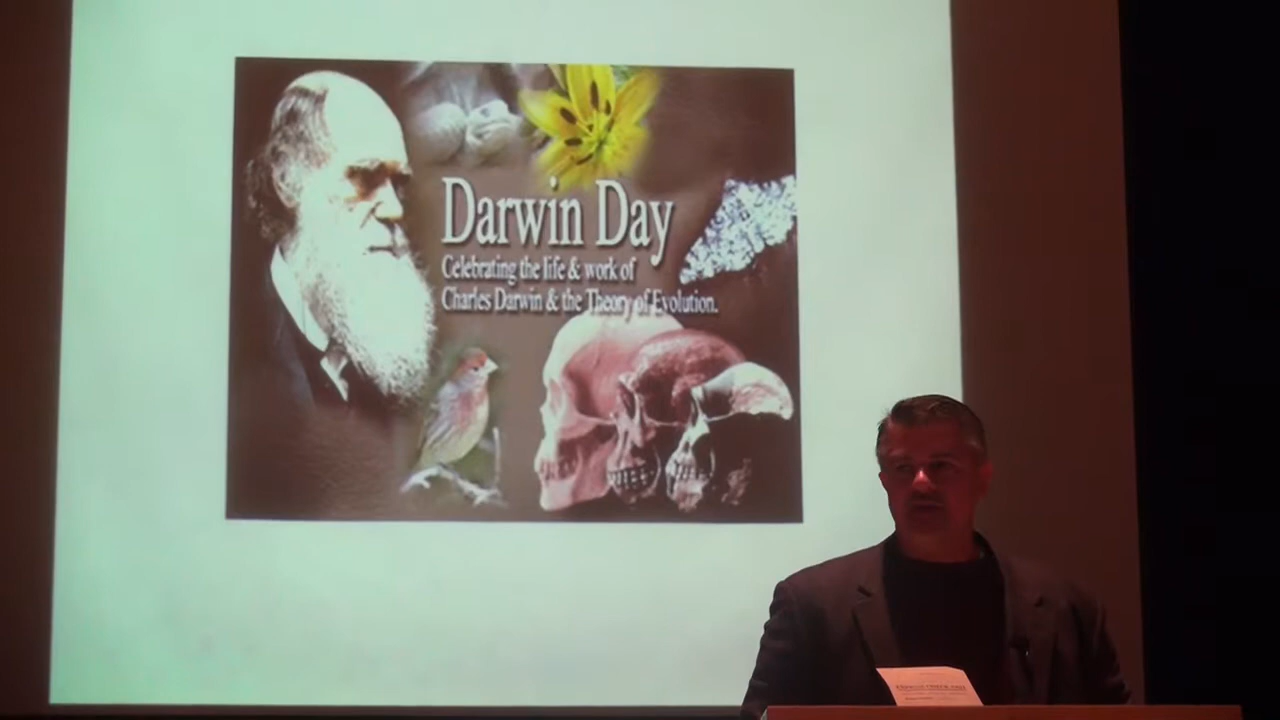 Darwin Day
Celebrating the life & work of
Charles Darwin & the Theory of Evolution.